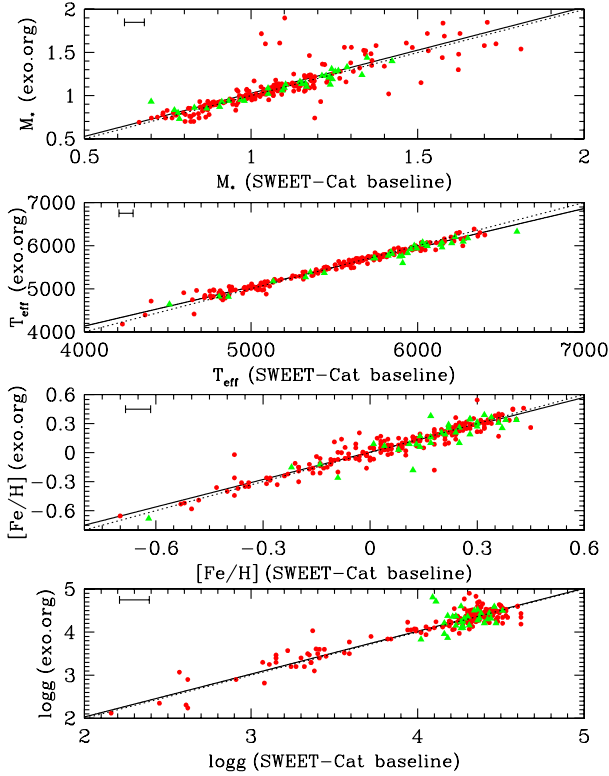 2
1.5
1
0.5
M* (exo.org)
0.5 1 1.5 2
M* (SWEET-Cat baseline)
7000
6000
5000
4000
Teff (exo.org)
4000 5000 6000 7000
Teff (SWEET-Cat baseline)
0.6
0.3
0
-0.3
-0.6
[Fe/H] (exo.org)
-0.6 -0.3 0 0.3 0.6
[Fe/H] (SWEET-Cat baseline)
5
4
3
2
logg (exo.org)
2 3 4 5
logg (SWEET-Cat baseline)